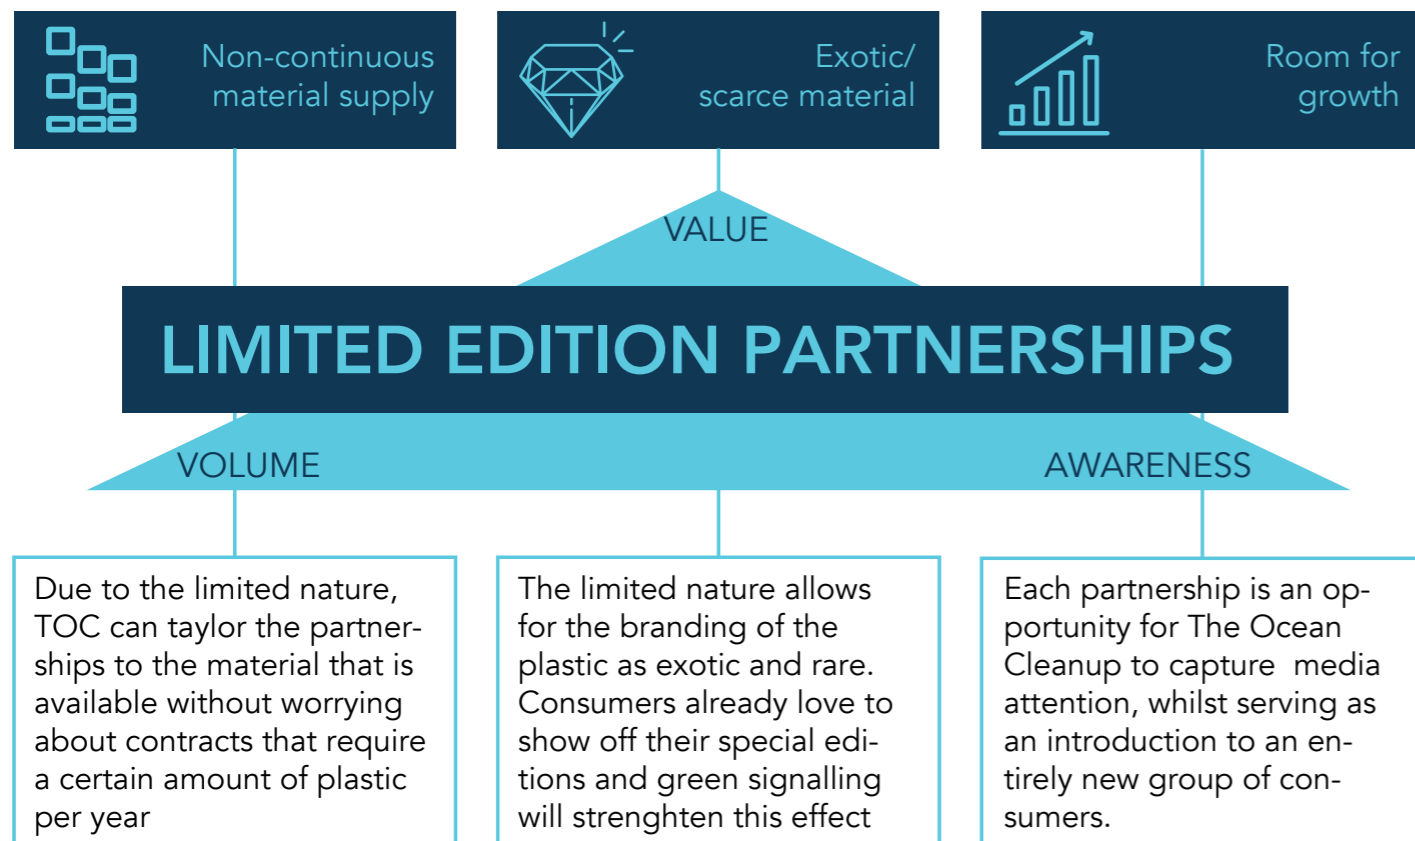 Non-continuous
material supply
Exotic/
scarce material
Room for
growth
VALUE
LIMITED EDITION PARTNERSHIPS
VOLUME
AWARENESS
Due to the limited nature,
TOC can taylor the partner-
ships to the material that is
available without worrying
about contracts that require
a certain amount of plastic
per year
The limited nature allows
for the branding of the
plastic as exotic and rare.
Consumers already love to
show off their special edi-
tions and green signalling
will strenghten this effect
Each partnership is an op-
portunity for The Ocean
Cleanup to capture  media
attention, whilst serving as
an introduction to an en-
tirely new group of con-
sumers.